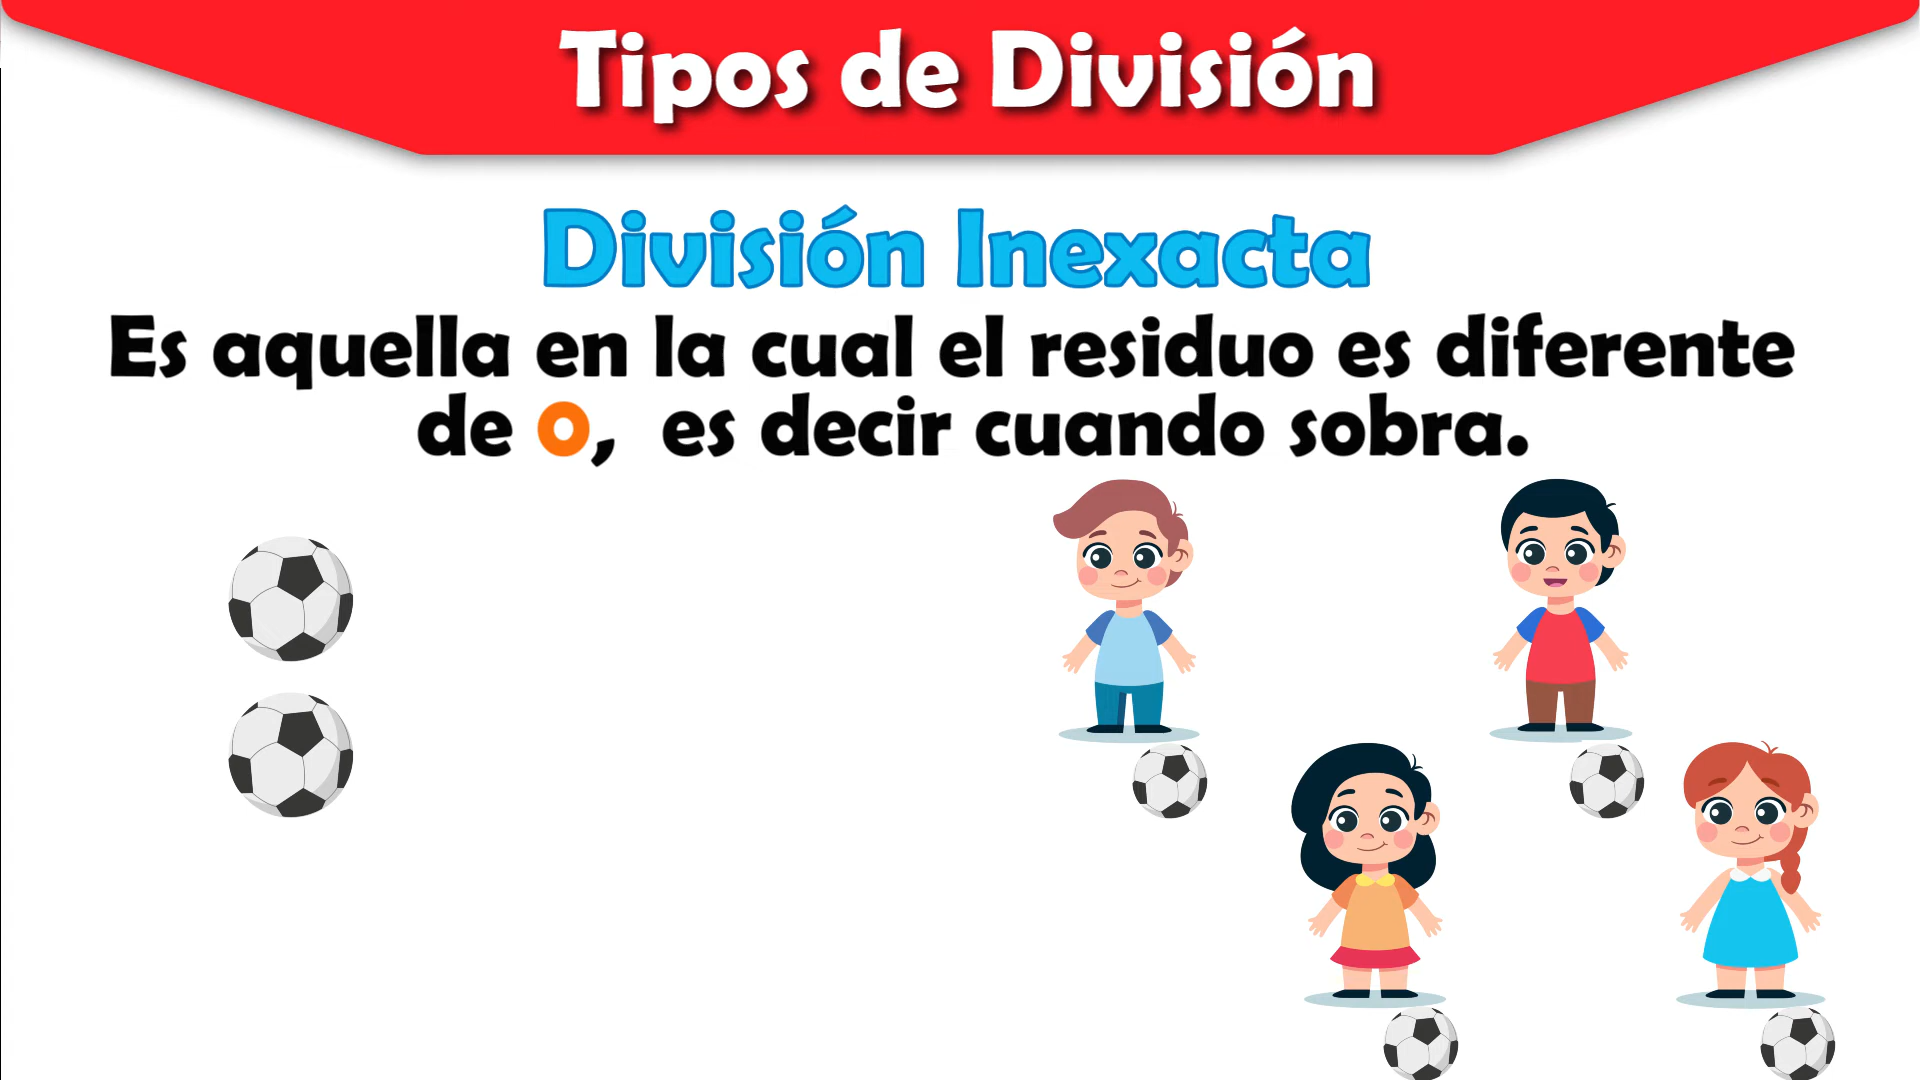 Tipos de División
División Inexacta
Es aquella en la cual el residuo es diferente
de 0, es decir cuando sobra.